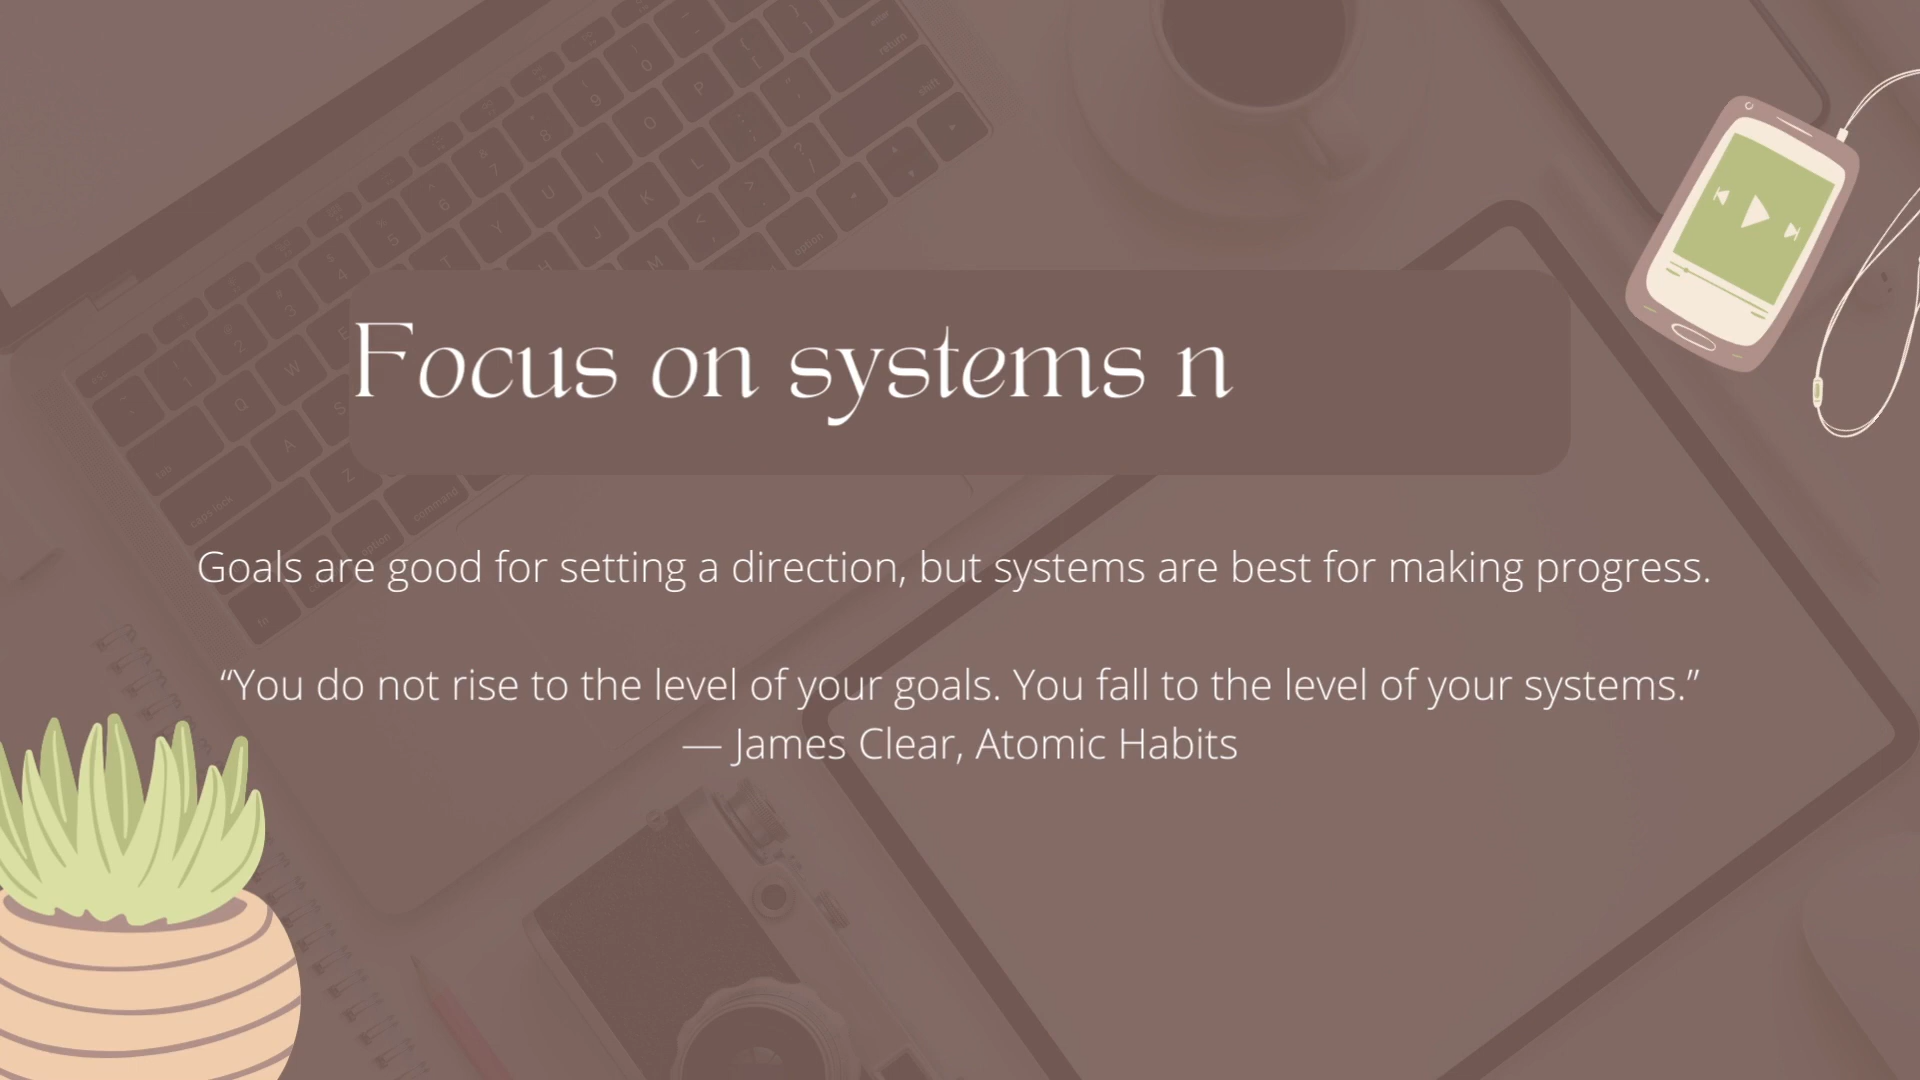 Focus on systems n
Goals are good for setting a direction, but systems are best for making progress.
“You do not rise to the level of your goals. You fall to the level of your systems.”
— James Clear, Atomic Habits